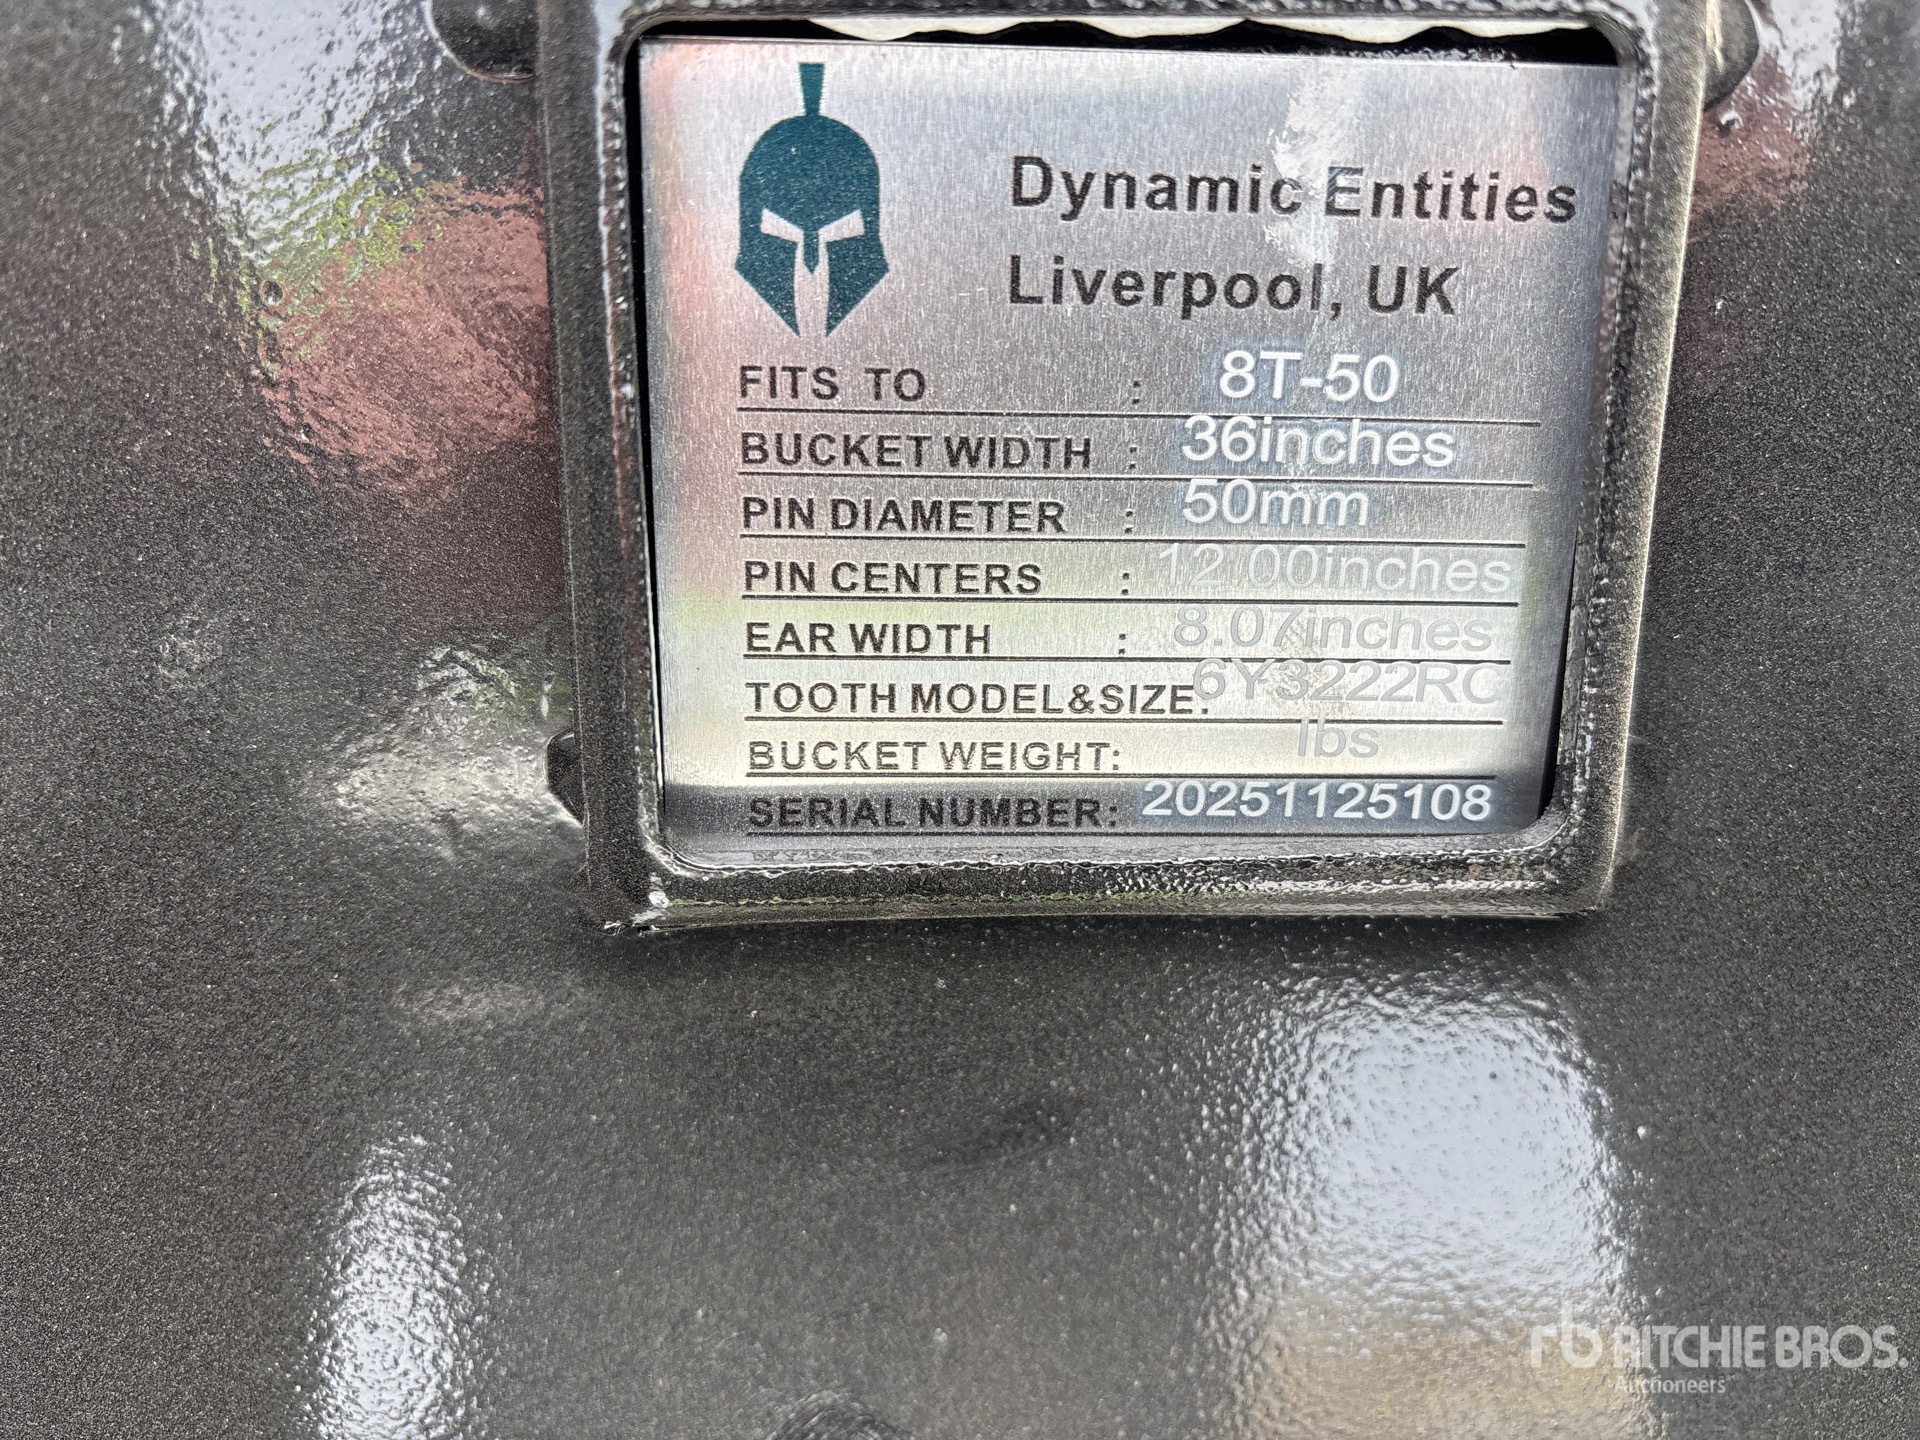 Dynamic Entities
Liverpool, UK
FITS TO : 8T-50
BUCKET WIDTH : 36inches
PIN DIAMETER : 50mm
PIN CENTERS : 12.00inches
EAR WIDTH : 8.07inches
TOOTH MODEL&SIZE: 6Y3222RC
BUCKET WEIGHT: lbs
SERIAL NUMBER: 20251125108
rb RITCHIE BROS.
Auctioneers